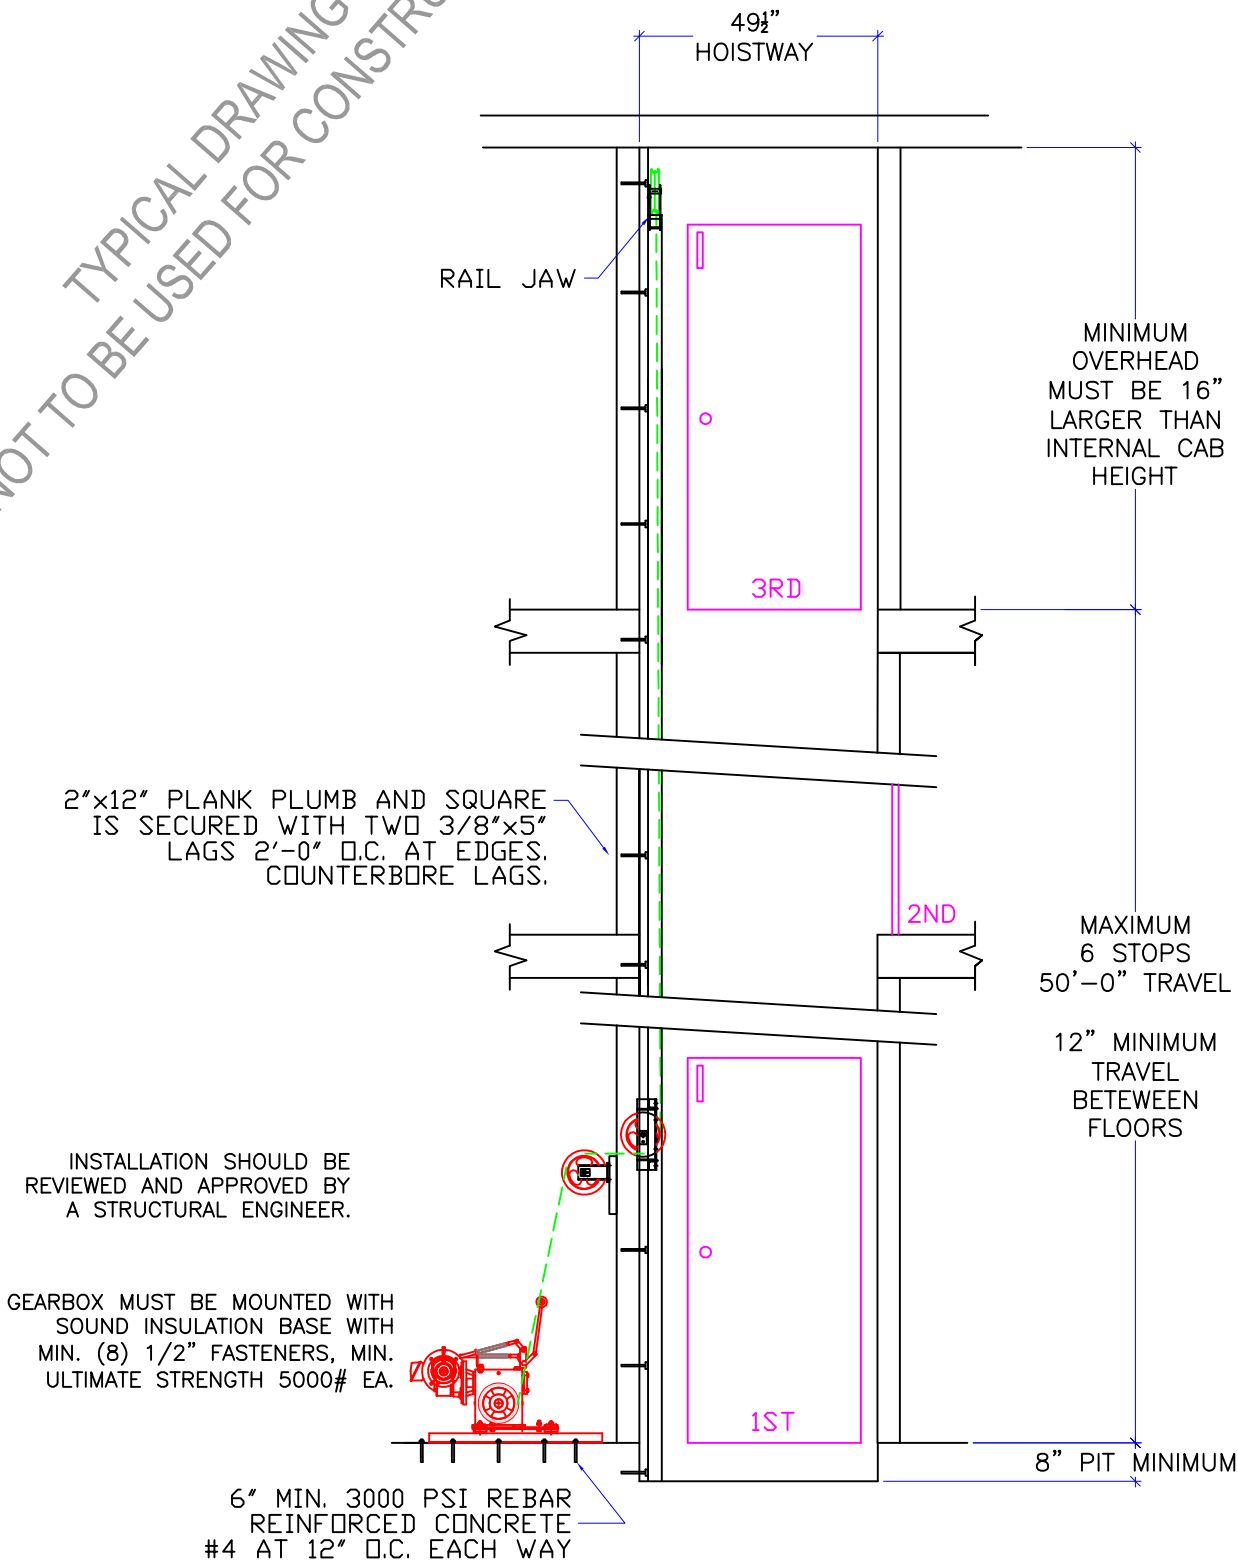 49½"
HOISTWAY
TYPICAL DRAWING
NOT TO BE USED FOR CONSTRU
RAIL JAW
MINIMUM
OVERHEAD
MUST BE 16"
LARGER THAN
INTERNAL CAB
HEIGHT
3RD
2"x12" PLANK PLUMB AND SQUARE
IS SECURED WITH TWO 3/8"x5"
LAGS 2'-0" O.C. AT EDGES.
COUNTERBORE LAGS.
2ND
MAXIMUM
6 STOPS
50'-0" TRAVEL
12" MINIMUM
TRAVEL
BETEWEEN
FLOORS
INSTALLATION SHOULD BE
REVIEWED AND APPROVED BY
A STRUCTURAL ENGINEER.
GEARBOX MUST BE MOUNTED WITH
SOUND INSULATION BASE WITH
MIN. (8) 1/2" FASTENERS, MIN.
ULTIMATE STRENGTH 5000# EA.
1ST
8" PIT MINIMUM
6" MIN. 3000 PSI REBAR
REINFORCED CONCRETE
#4 AT 12" O.C. EACH WAY